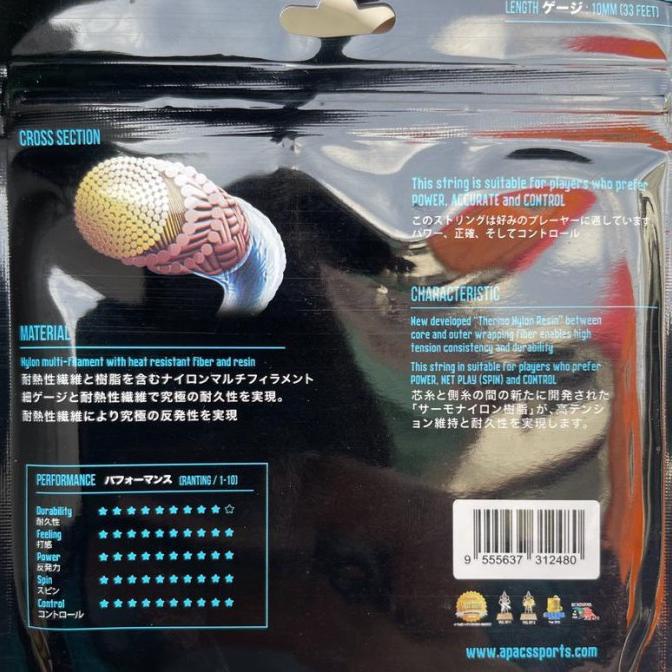 LENGTH ゲージ : 10MM (33 FEET)
CROSS SECTION
This string is suitable for players who prefer
POWER, ACCURATE and CONTROL
このストリングは好みのプレーヤーに適しています
パワー、正確、そしてコントロール
CHARACTERISTIC
New developed "Thermo Nylon Resin" between
core and outer wrapping fiber enables high
tension consistency and durability
This string in suitable for players who prefer
POWER, NET PLAY (SPIN) and CONTROL
芯糸と側糸の間の新たに開発された
「サーモナイロン樹脂」が、高テンシ
ョン維持と耐久性を実現します。
MATERIAL
Nylon multi-filament with heat resistant fiber and resin
耐熱性繊維と樹脂を含むナイロンマルチフィラメント
細ゲージと耐熱性繊維で究極の耐久性を実現。
耐熱性繊維により究極の反発性を実現
PERFORMANCE パフォーマンス (RANTING / 1-10)
Durability
耐久性
Feeling
打感
Power
反発力
Spin
スピン
Control
コントロール
9 555637 312480
www.apacssports.com